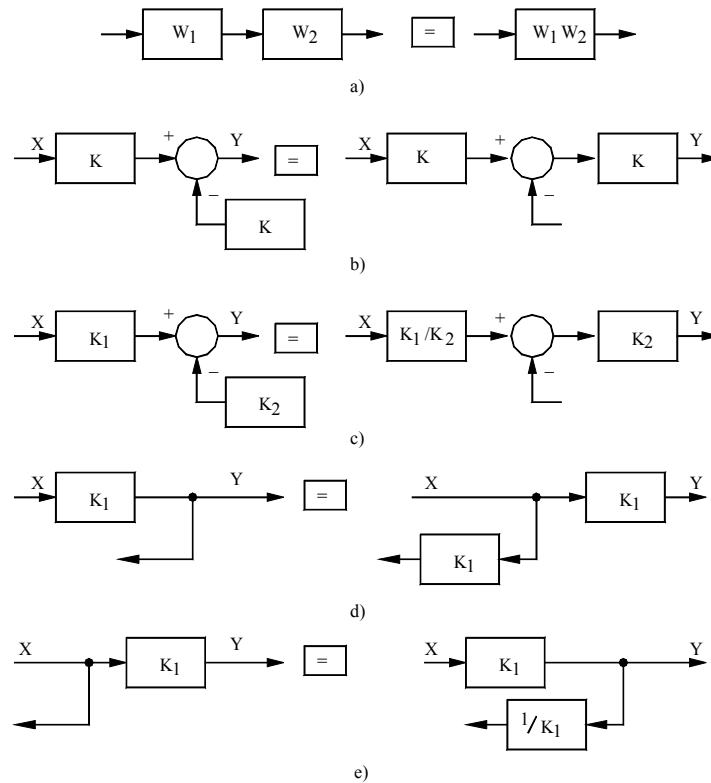 W1 W2 = W1 W2
a)
X K + Y = X K + K Y
−
−
K
b)
X K1 + Y = X K1/K2 + K2 Y
−
−
K2
c)
X K1 Y = X K1 Y
K1
d)
X K1 Y = X K1 Y
1/K1
e)